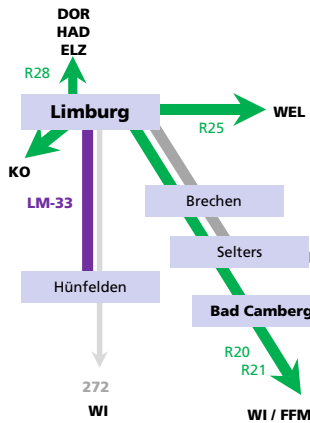 DOR
HAD
ELZ
R28
Limburg
WEL
R25
KO
LM-33
Brechen
Selters
Hünfelden
Bad Camberg
R20
R21
272
WI
WI / FFM